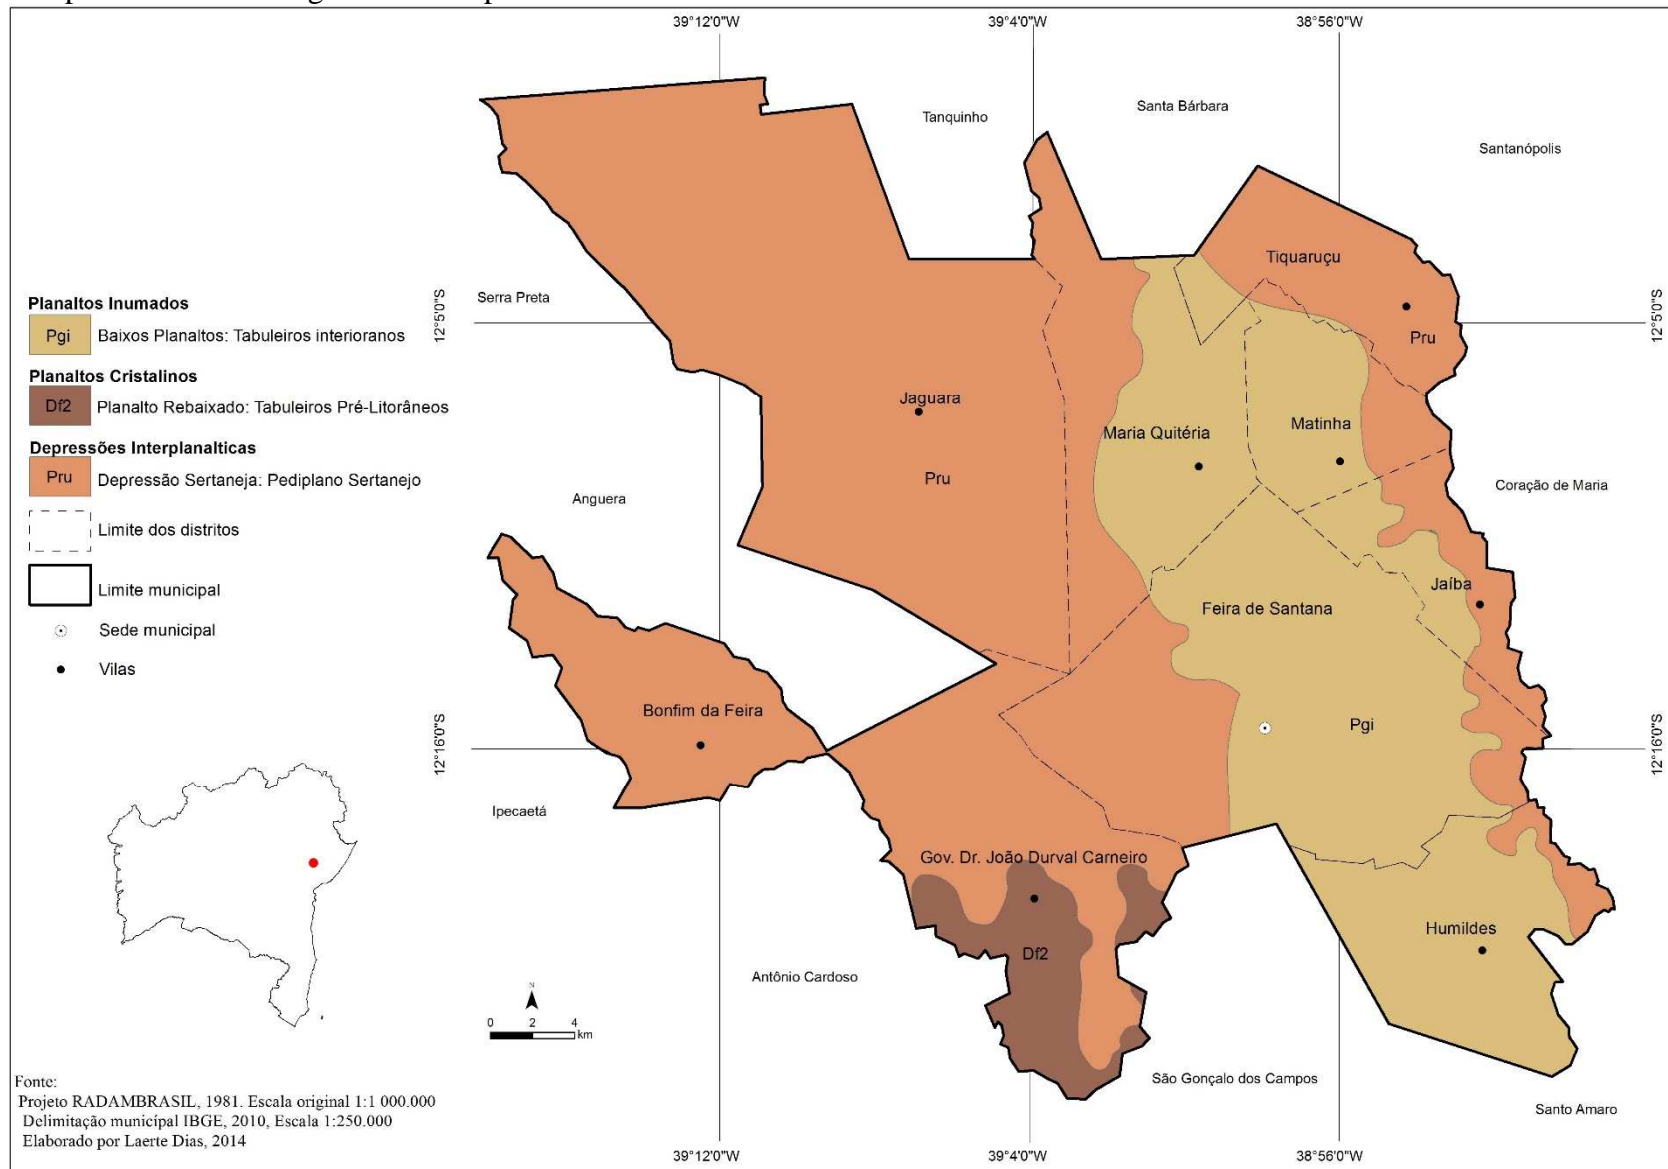 39°12'0"W
39°4'0"W
38°56'0"W
Tanquinho
Santa Bárbara
Santanópolis
Tiquaruçu
Serra Preta
12°5'0"S
12°5'0"S
Pru
Planaltos Inumados
Pgi
Baixos Planaltos: Tabuleiros interioranos
Planaltos Cristalinos
Df2
Planalto Rebaixado: Tabuleiros Pré-Litorâneos
Depressões Interplanalticas
Pru
Depressão Sertaneja: Pediplano Sertanejo
Limite dos distritos
Limite municipal
Sede municipal
Vilas
Jaguara
Maria Quitéria
Matinha
Pru
Anguera
Coração de Maria
Jaíba
Feira de Santana
Bonfim da Feira
Pgi
12°16'0"S
12°16'0"S
Ipecaetá
Gov. Dr. João Durval Carneiro
Humildes
Df2
Antônio Cardoso
N
0 2 4
km
São Gonçalo dos Campos
Santo Amaro
Fonte:
Projeto RADAMBRASIL, 1981. Escala original 1:1 000.000
Delimitação municípal IBGE, 2010, Escala 1:250.000
Elaborado por Laerte Dias, 2014
39°12'0"W
39°4'0"W
38°56'0"W